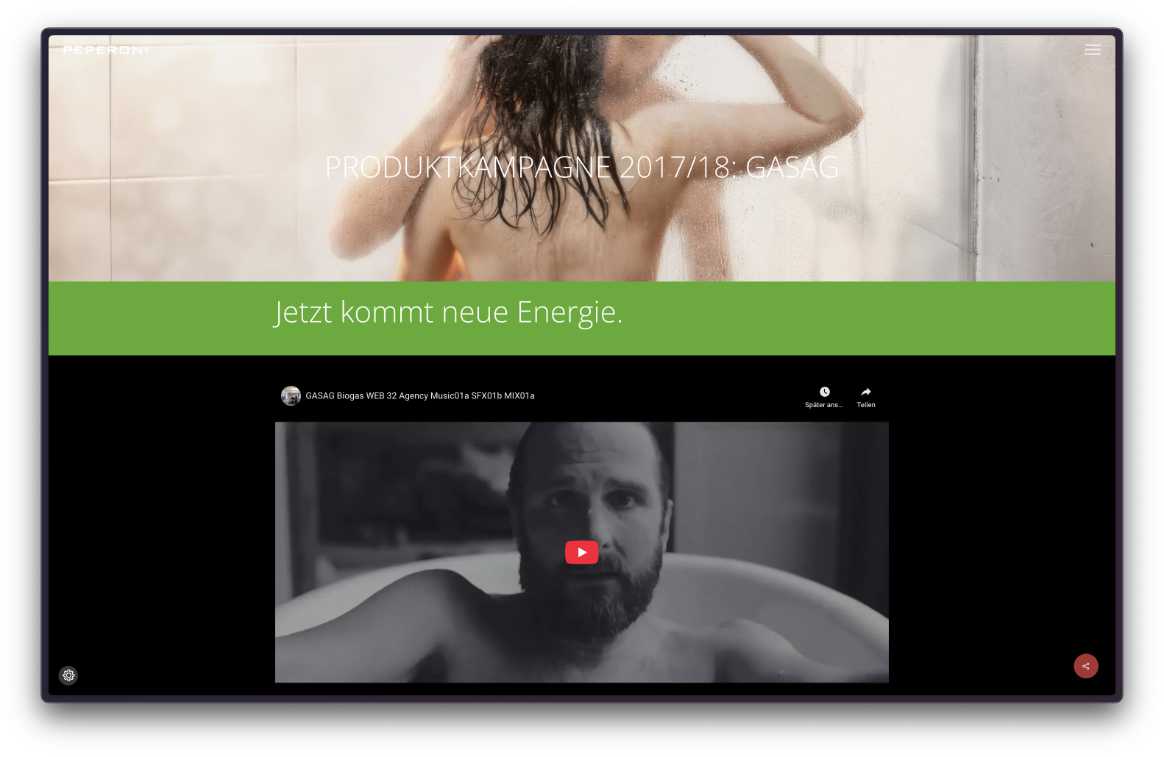 PEPERONI
PRODUKTKAMPAGNE 2017/18: GASAG
Jetzt kommt neue Energie.
GASAG Biogas WEB 32 Agency Music01a SFX01b MIX01a
Später ans...
Teilen